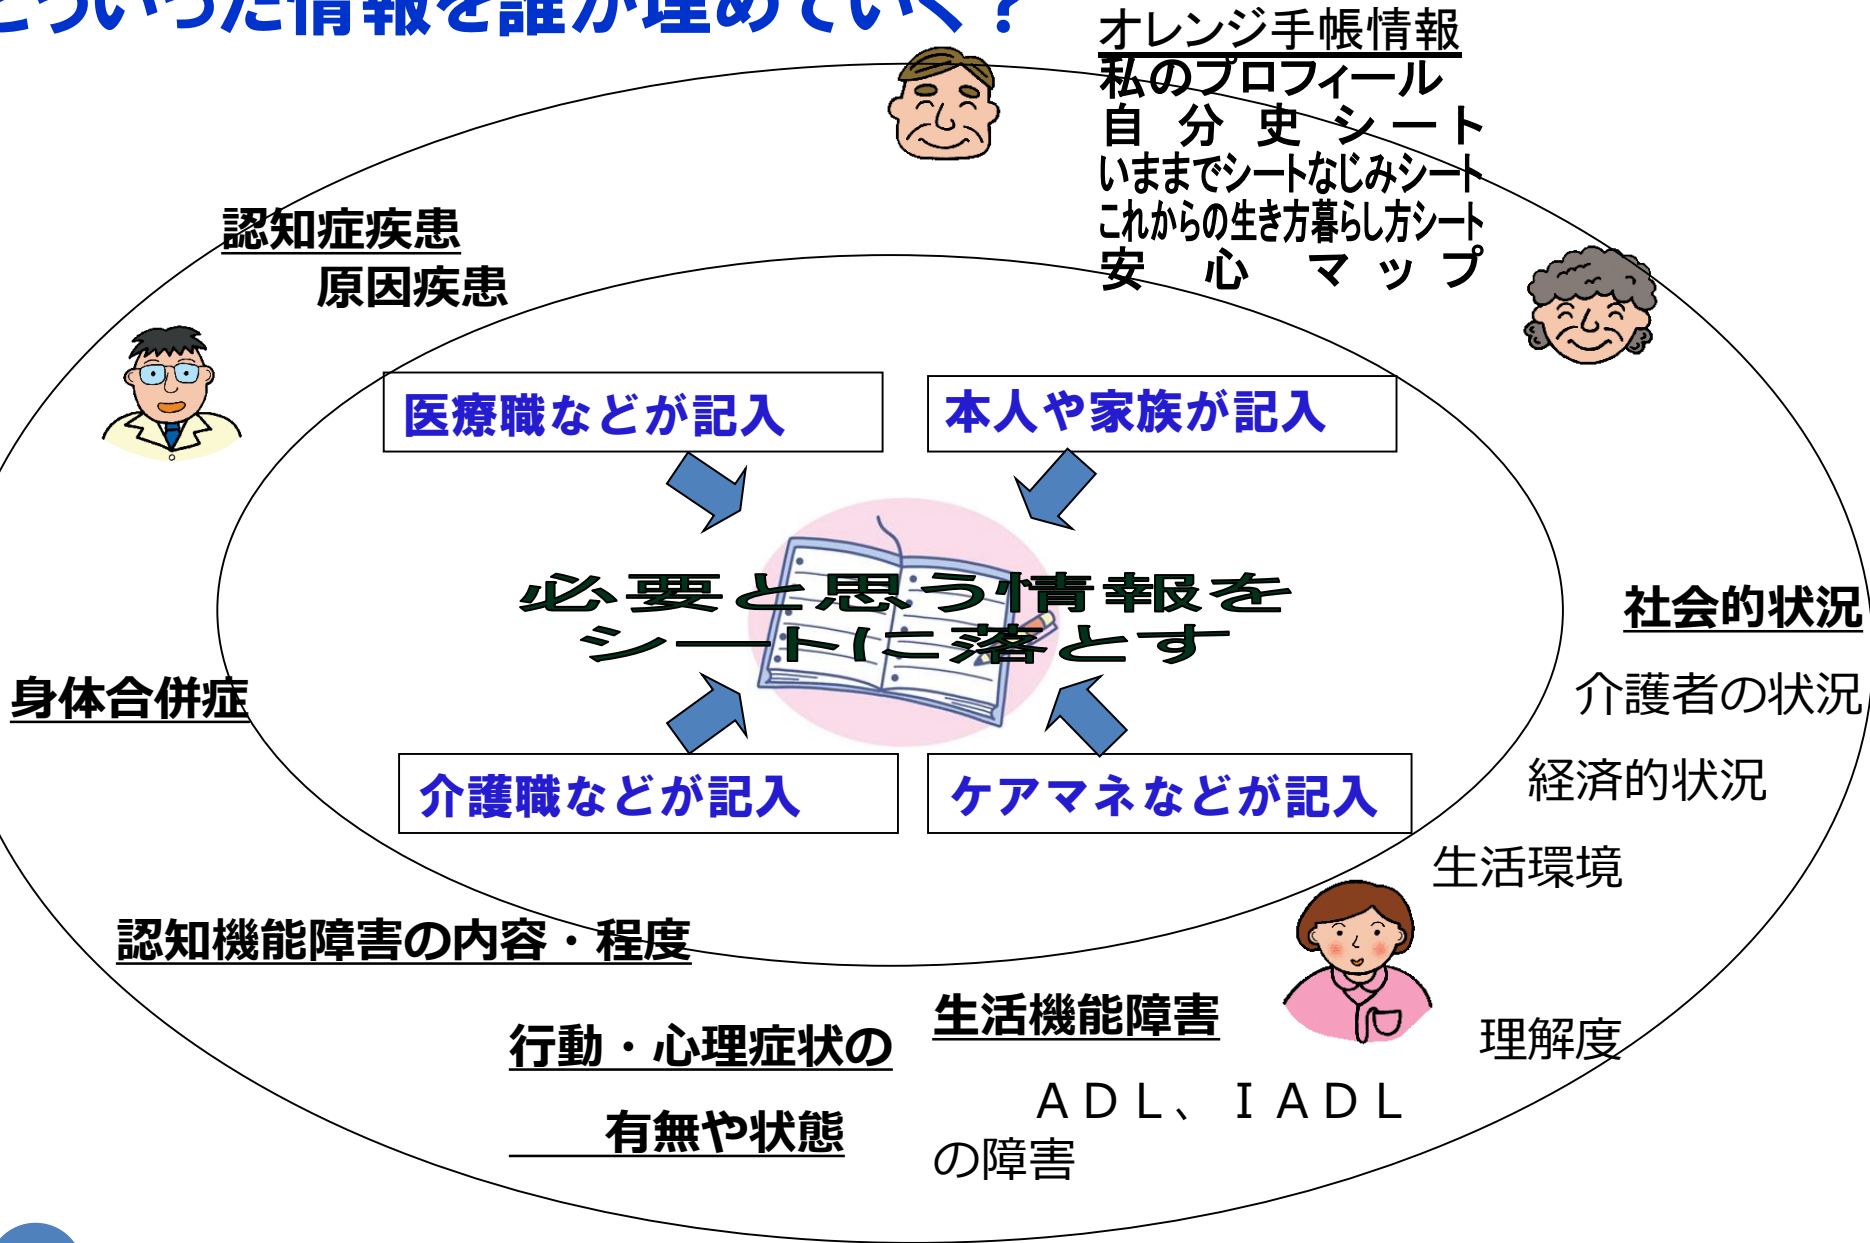 どういった情報を誰が埋めていく？
オレンジ手帳情報
私のプロフィール
自分史シート
いままでシートなじみシート
これからの生き方暮らし方シート
安心マップ
認知症疾患
原因疾患
医療職などが記入
本人や家族が記入
必要と思う情報を
シートに落とす
社会的状況
介護者の状況
経済的状況
生活環境
理解度
身体合併症
介護職などが記入
ケアマネなどが記入
認知機能障害の内容・程度
行動・心理症状の
有無や状態
生活機能障害
ＡＤＬ、ＩＡＤＬ
の障害